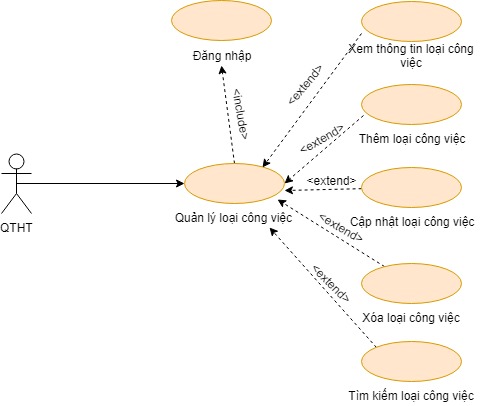 Đăng nhập
Xem thông tin loại công
việc
<extend>
<include>
<extend>
Thêm loại công việc
<extend>
QTHT
Quản lý loại công việc
Cập nhật loại công việc
<extend>
Xóa loại công việc
<extend>
Tìm kiếm loại công việc